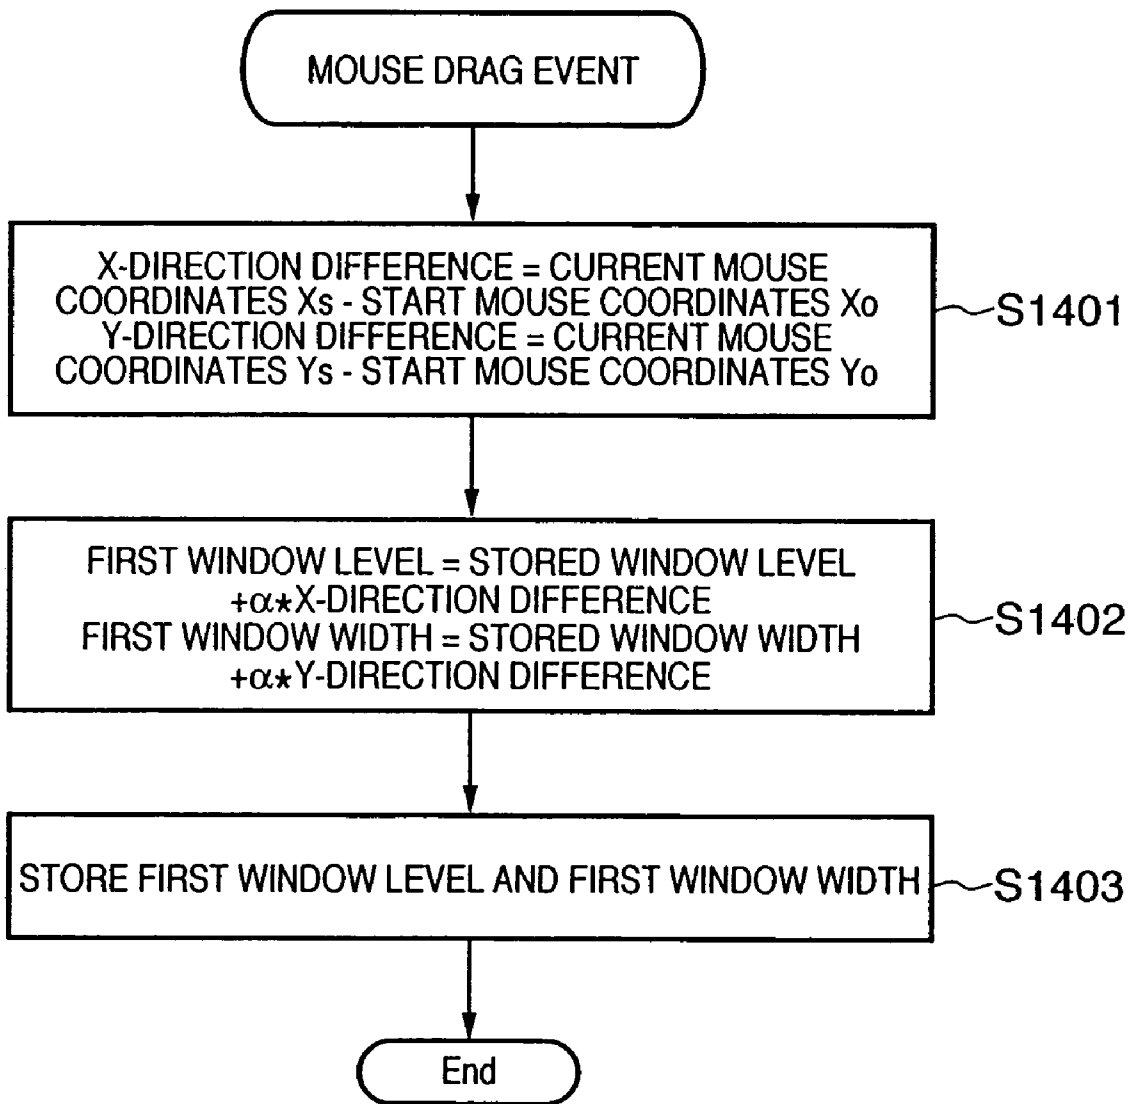 MOUSE DRAG EVENT
X-DIRECTION DIFFERENCE = CURRENT MOUSE
COORDINATES Xs - START MOUSE COORDINATES Xo
Y-DIRECTION DIFFERENCE = CURRENT MOUSE
COORDINATES Ys - START MOUSE COORDINATES Yo
S1401
FIRST WINDOW LEVEL = STORED WINDOW LEVEL
+α*X-DIRECTION DIFFERENCE
FIRST WINDOW WIDTH = STORED WINDOW WIDTH
+α*Y-DIRECTION DIFFERENCE
S1402
STORE FIRST WINDOW LEVEL AND FIRST WINDOW WIDTH
S1403
End